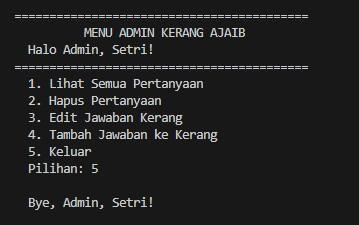 ==========================================
MENU ADMIN KERANG AJAIB
Halo Admin, Setri!
==========================================
1. Lihat Semua Pertanyaan
2. Hapus Pertanyaan
3. Edit Jawaban Kerang
4. Tambah Jawaban ke Kerang
5. Keluar
Pilihan: 5
Bye, Admin, Setri!